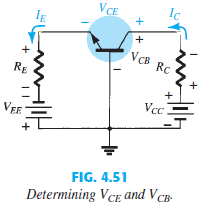 V_CE
I_E
I_C
− +
+ +
+ − V_CB −
R_E R_C
− +
− +
V_EE V_CC
+ −
FIG. 4.51
Determining V_CE and V_CB.